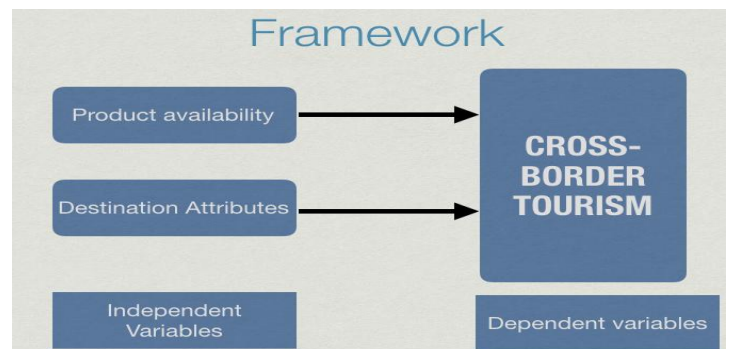 Framework
Product availability
Destination Attributes
CROSS-
BORDER
TOURISM
Independent
Variables
Dependent variables